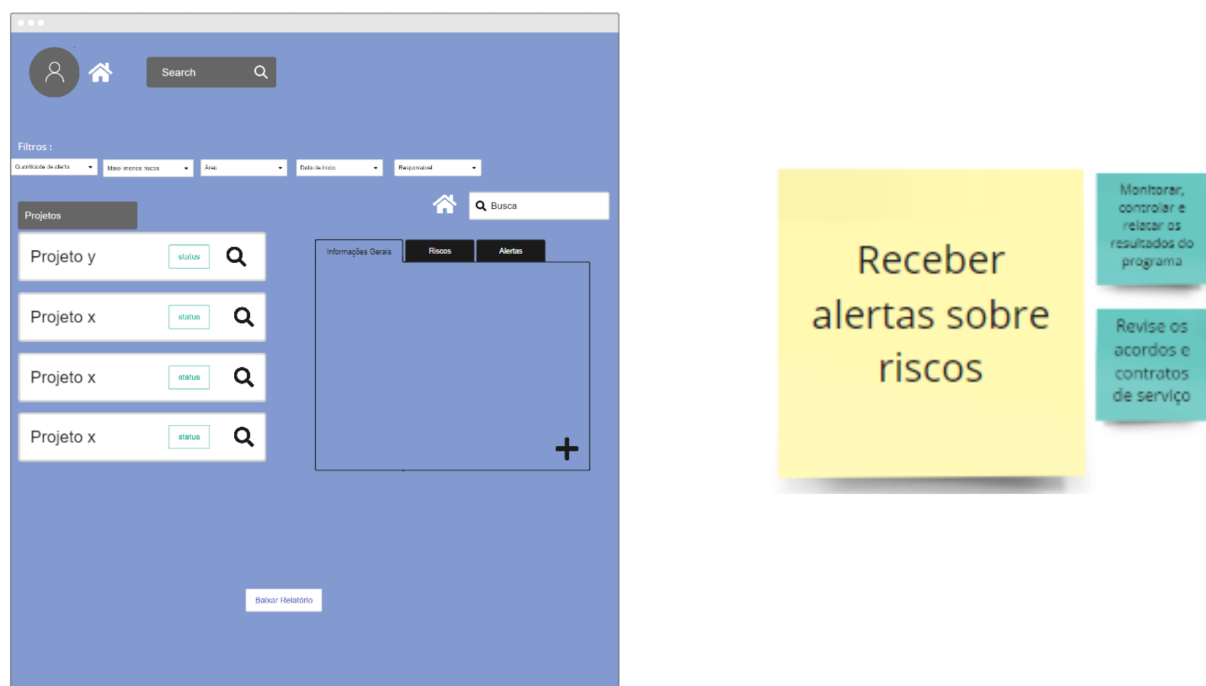 Search
Filtros :
Quantidade de alerta
Maior/ menos riscos
Área
Data de inicio
Responsável
Busca
Projetos
Projeto y
status
Projeto x
status
Projeto x
status
Projeto x
status
Informações Gerais
Riscos
Alertas
Baixar Relatório
Receber
alertas sobre
riscos
Monitorar,
controlar e
relatar os
resultados do
programa
Revise os
acordos e
contratos
de serviço